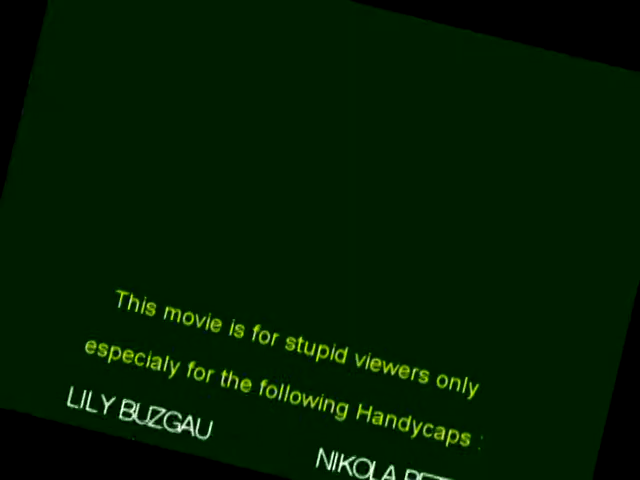 This movie is for stupid viewers only
especialy for the following Handycaps :
LILY BUZGAU
NIKOLA